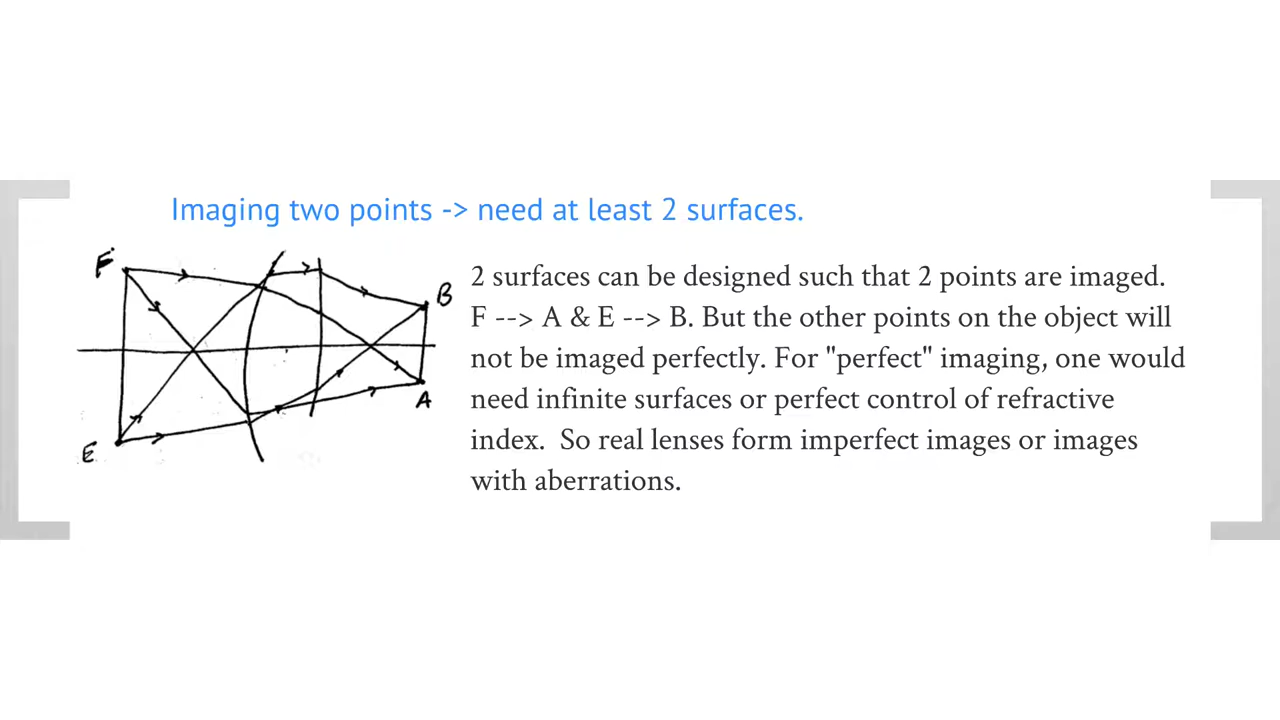 Imaging two points -> need at least 2 surfaces.
F
B
A
E
2 surfaces can be designed such that 2 points are imaged.
F --> A & E --> B. But the other points on the object will
not be imaged perfectly. For "perfect" imaging, one would
need infinite surfaces or perfect control of refractive
index.  So real lenses form imperfect images or images
with aberrations.